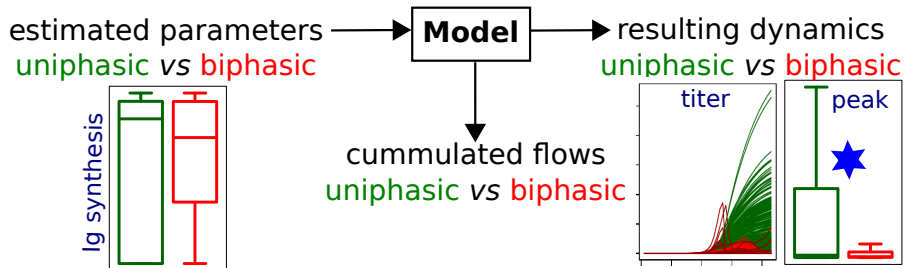 estimated parameters
uniphasic vs biphasic
Ig synthesis
Model
cummulated flows
uniphasic vs biphasic
resulting dynamics
uniphasic vs biphasic
titer
peak